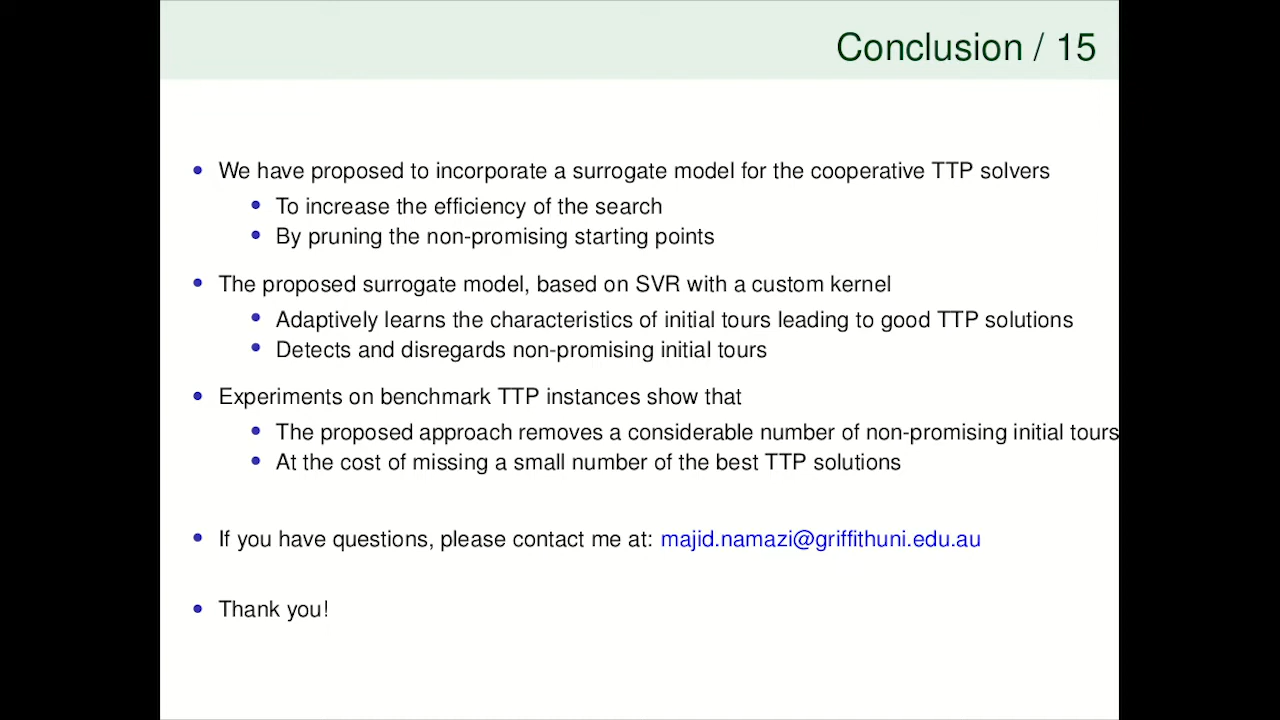 Conclusion / 15
• We have proposed to incorporate a surrogate model for the cooperative TTP solvers
• To increase the efficiency of the search
• By pruning the non-promising starting points
• The proposed surrogate model, based on SVR with a custom kernel
• Adaptively learns the characteristics of initial tours leading to good TTP solutions
• Detects and disregards non-promising initial tours
• Experiments on benchmark TTP instances show that
• The proposed approach removes a considerable number of non-promising initial tours
• At the cost of missing a small number of the best TTP solutions
• If you have questions, please contact me at: majid.namazi@griffithuni.edu.au
• Thank you!